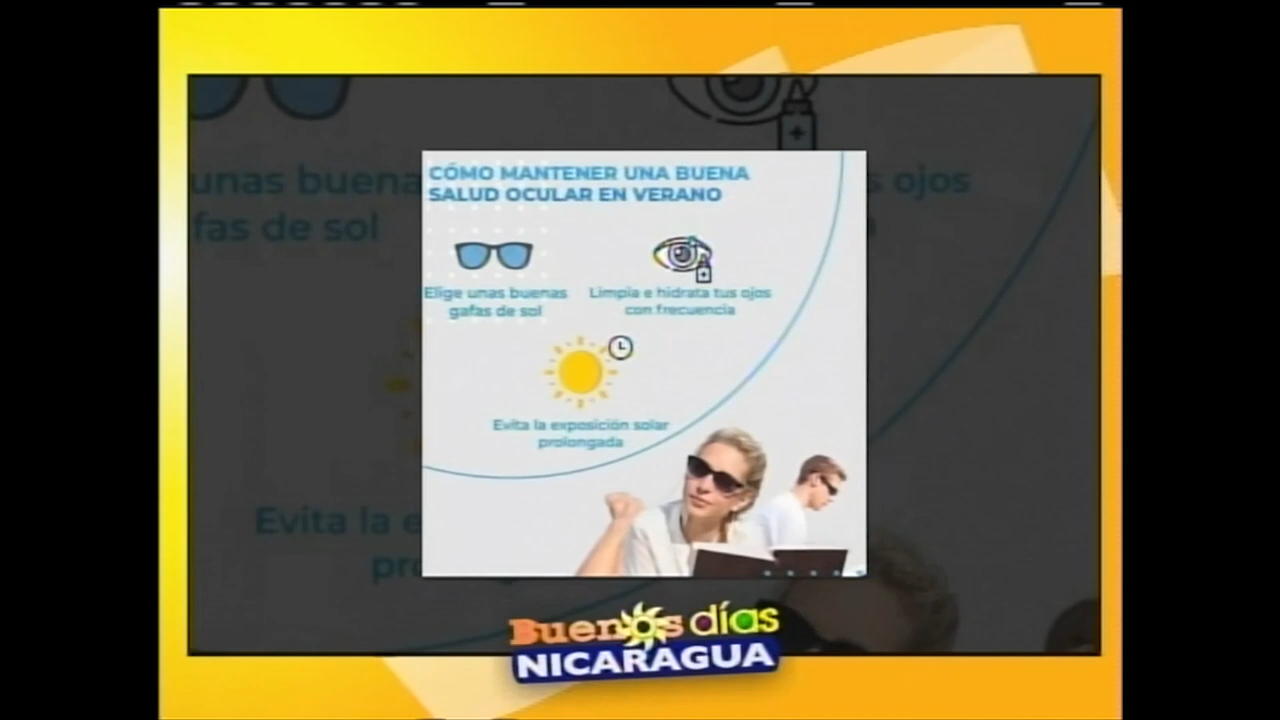 CÓMO MANTENER UNA BUENA
SALUD OCULAR EN VERANO
Elige unas buenas
gafas de sol
Limpia e hidrata tus ojos
con frecuencia
Evita la exposición solar
prolongada
unas buena
fas de sol
s ojos
Evita la e
pro
Buenos días
NICARAGUA